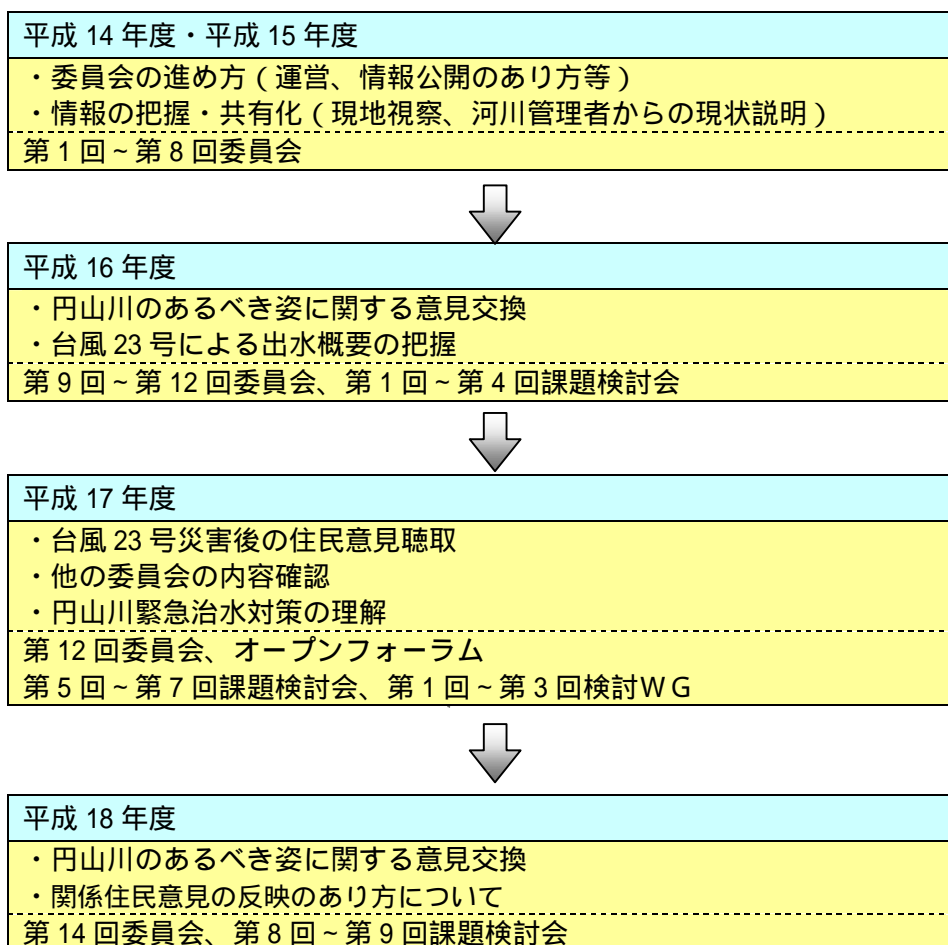 平成 14 年度・平成 15 年度
・委員会の進め方（運営、情報公開のあり方等）
・情報の把握・共有化（現地視察、河川管理者からの現状説明）
第 1 回～第 8 回委員会
平成 16 年度
・円山川のあるべき姿に関する意見交換
・台風 23 号による出水概要の把握
第 9 回～第 12 回委員会、第 1 回～第 4 回課題検討会
平成 17 年度
・台風 23 号災害後の住民意見聴取
・他の委員会の内容確認
・円山川緊急治水対策の理解
第 12 回委員会、オープンフォーラム
第 5 回～第 7 回課題検討会、第 1 回～第 3 回検討ＷＧ
平成 18 年度
・円山川のあるべき姿に関する意見交換
・関係住民意見の反映のあり方について
第 14 回委員会、第 8 回～第 9 回課題検討会